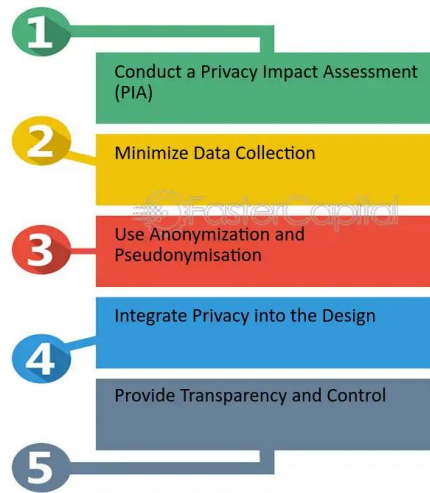 1
Conduct a Privacy Impact Assessment
(PIA)
2
Minimize Data Collection
FasterCapital
3
Use Anonymization and
Pseudonymisation
Integrate Privacy into the Design
4
Provide Transparency and Control
5